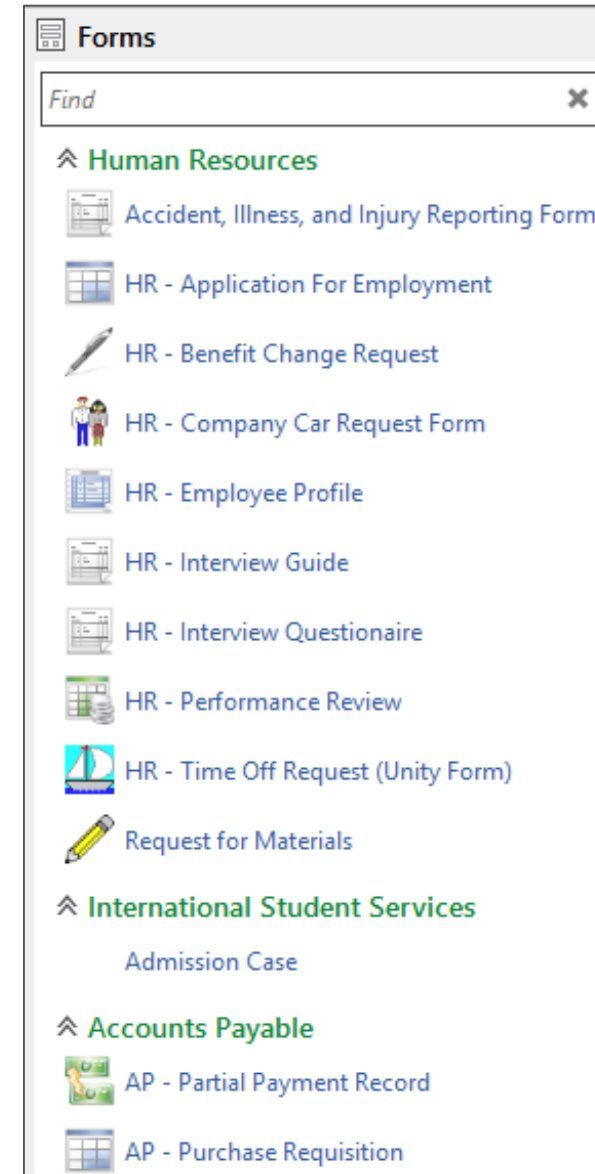 Forms
Find
Human Resources
Accident, Illness, and Injury Reporting Form
HR - Application For Employment
HR - Benefit Change Request
HR - Company Car Request Form
HR - Employee Profile
HR - Interview Guide
HR - Interview Questionaire
HR - Performance Review
HR - Time Off Request (Unity Form)
Request for Materials
International Student Services
Admission Case
Accounts Payable
AP - Partial Payment Record
AP - Purchase Requisition